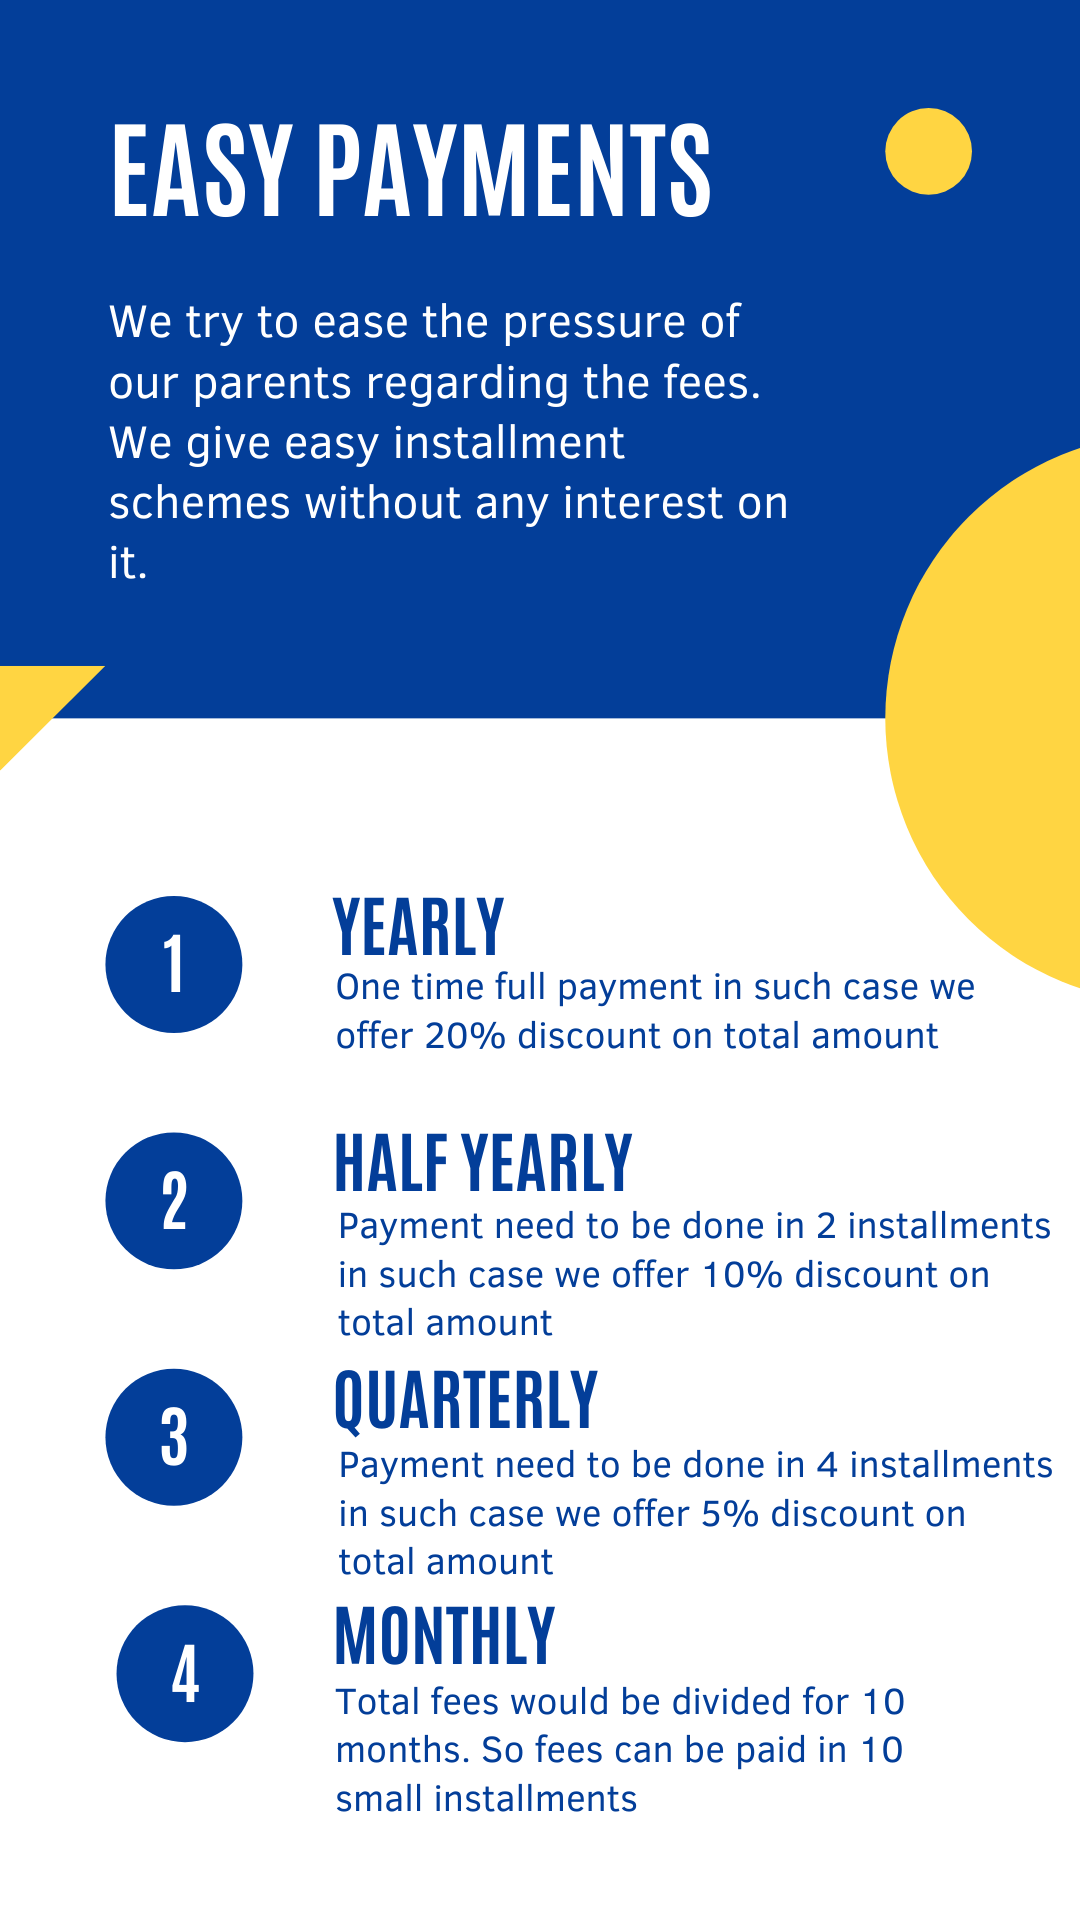 EASY PAYMENTS
We try to ease the pressure of
our parents regarding the fees.
We give easy installment
schemes without any interest on
it.
1
YEARLY
One time full payment in such case we
offer 20% discount on total amount
2
HALF YEARLY
Payment need to be done in 2 installments
in such case we offer 10% discount on
total amount
3
QUARTERLY
Payment need to be done in 4 installments
in such case we offer 5% discount on
total amount
4
MONTHLY
Total fees would be divided for 10
months. So fees can be paid in 10
small installments